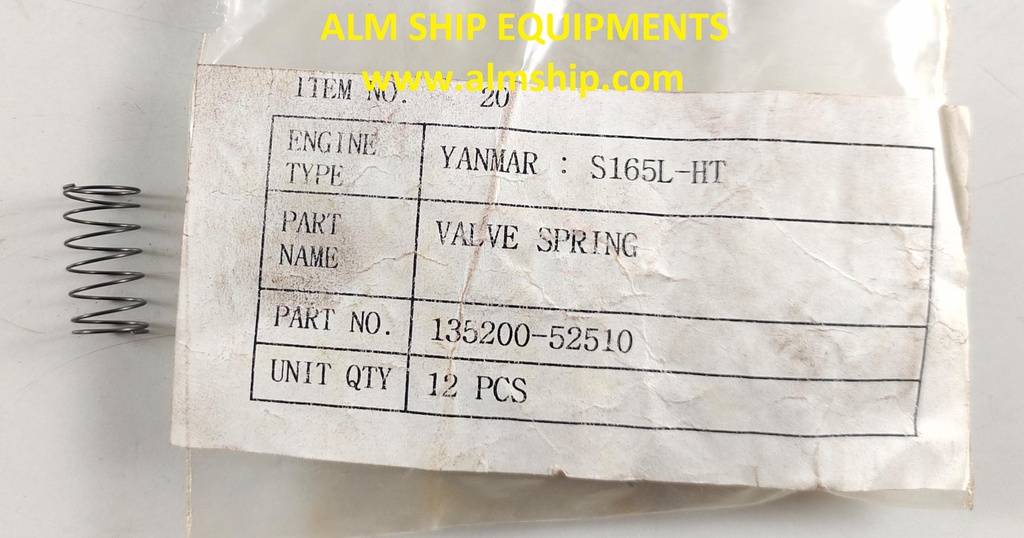 ALM SHIP EQUIPMENTS
www.almship.com
ITEM NO. 20
ENGINE TYPE YANMAR : S165L-HT
PART NAME VALVE SPRING
PART NO. 135200-52510
UNIT QTY 12 PCS